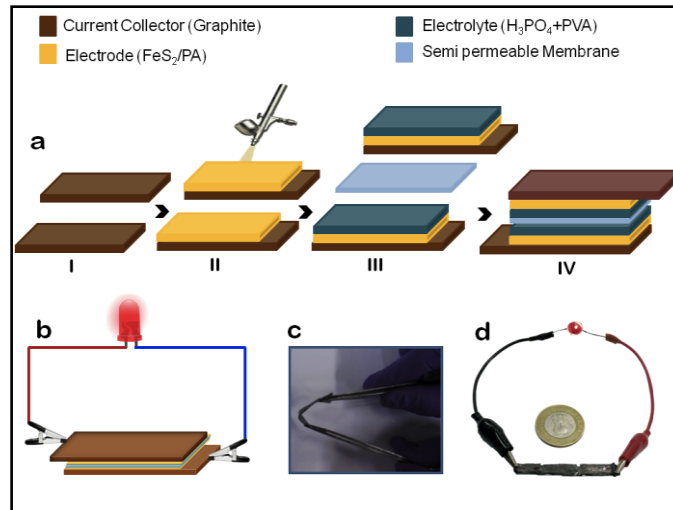 Current Collector (Graphite)
Electrode (FeS₂/PA)
Electrolyte (H₃PO₄+PVA)
Semi permeable Membrane
a
I
II
III
IV
b
c
d